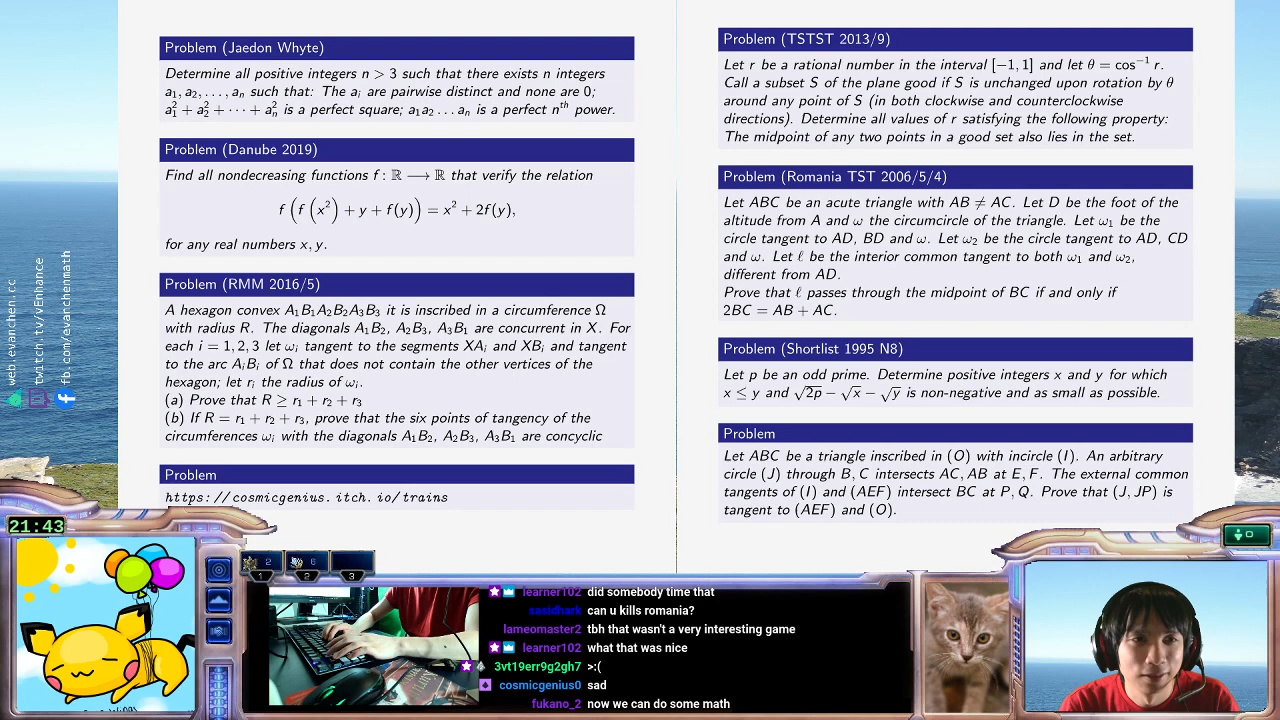 Problem (Jaedon Whyte)
Determine all positive integers n > 3 such that there exists n integers
a₁, a₂, . . . , aₙ such that: The aᵢ are pairwise distinct and none are 0;
a₁² + a₂² + · · · + aₙ² is a perfect square; a₁a₂ . . . aₙ is a perfect nᵗʰ power.
Problem (Danube 2019)
Find all nondecreasing functions f : ℝ ⟶ ℝ that verify the relation
f (f (x²) + y + f(y)) = x² + 2f(y),
for any real numbers x, y.
Problem (RMM 2016/5)
A hexagon convex A₁B₁A₂B₂A₃B₃ it is inscribed in a circumference Ω
with radius R. The diagonals A₁B₂, A₂B₃, A₃B₁ are concurrent in X. For
each i = 1, 2, 3 let ωᵢ tangent to the segments XAᵢ and XBᵢ and tangent
to the arc AᵢBᵢ of Ω that does not contain the other vertices of the
hexagon; let rᵢ the radius of ωᵢ.
(a) Prove that R ≥ r₁ + r₂ + r₃
(b) If R = r₁ + r₂ + r₃, prove that the six points of tangency of the
circumferences ωᵢ with the diagonals A₁B₂, A₂B₃, A₃B₁ are concyclic
Problem
https://cosmicgenius.itch.io/trains
Problem (TSTST 2013/9)
Let r be a rational number in the interval [−1, 1] and let θ = cos⁻¹ r.
Call a subset S of the plane good if S is unchanged upon rotation by θ
around any point of S (in both clockwise and counterclockwise
directions). Determine all values of r satisfying the following property:
The midpoint of any two points in a good set also lies in the set.
Problem (Romania TST 2006/5/4)
Let ABC be an acute triangle with AB ≠ AC. Let D be the foot of the
altitude from A and ω the circumcircle of the triangle. Let ω₁ be the
circle tangent to AD, BD and ω. Let ω₂ be the circle tangent to AD, CD
and ω. Let ℓ be the interior common tangent to both ω₁ and ω₂,
different from AD.
Prove that ℓ passes through the midpoint of BC if and only if
2BC = AB + AC.
Problem (Shortlist 1995 N8)
Let p be an odd prime. Determine positive integers x and y for which
x ≤ y and √2p − √x − √y is non-negative and as small as possible.
Problem
Let ABC be a triangle inscribed in (O) with incircle (I). An arbitrary
circle (J) through B, C intersects AC, AB at E, F. The external common
tangents of (I) and (AEF) intersect BC at P, Q. Prove that (J, JP) is
tangent to (AEF) and (O).
web.evanchen.cc
twitch.tv/vEnhance
fb.com/evanchenmath
21:43
2
6
1
2
3
0
learner102 did somebody time that
sasidhark can u kills romania?
lameomaster2 tbh that wasn't a very interesting game
learner102 what that was nice
3vt19err9g2gh7 >:(
cosmicgenius0 sad
fukano_2 now we can do some math